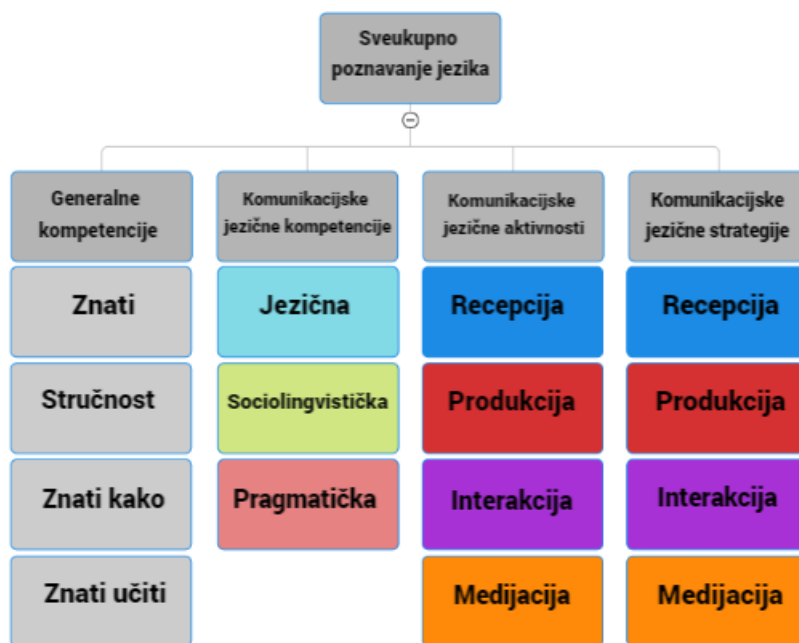 Sveukupno
poznavanje jezika
Generalne
kompetencije
Komunikacijske
jezične kompetencije
Komunikacijske
jezične aktivnosti
Komunikacijske
jezične strategije
Znati
Jezična
Recepcija
Recepcija
Stručnost
Sociolingvistička
Produkcija
Produkcija
Znati kako
Pragmatička
Interakcija
Interakcija
Znati učiti
Medijacija
Medijacija